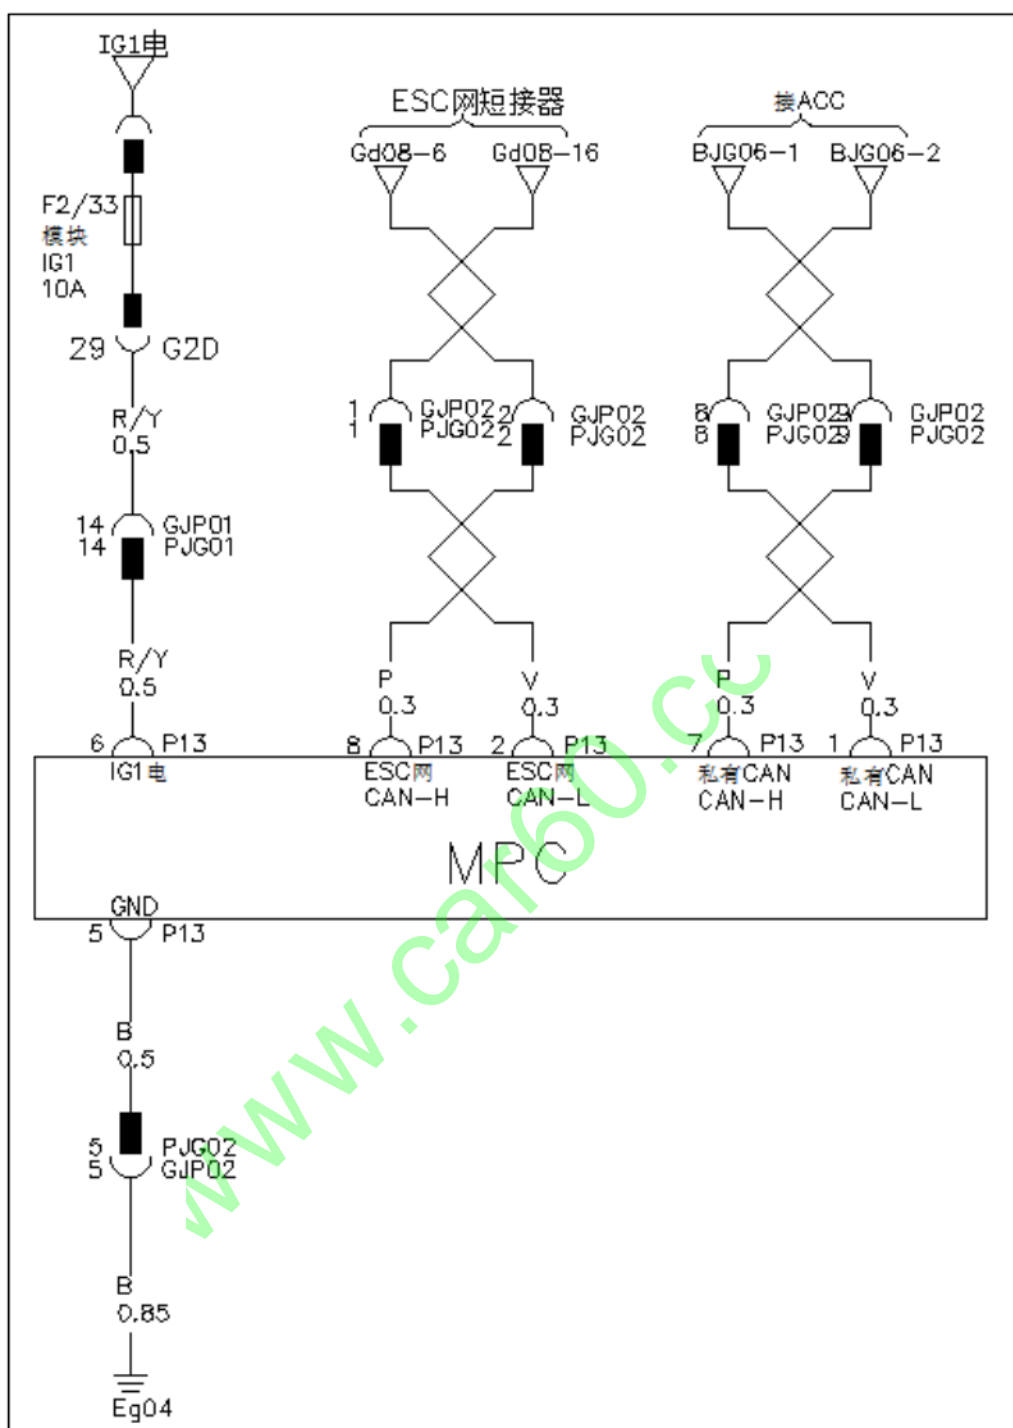 IG1电
ESC网短接器
接ACC
Gd08-6
Gd08-16
BJG06-1
BJG06-2
F2/33
模块
IG1
10A
29
G2D
R/Y
0.5
1
GJP02
2
GJP02
8
GJP02
9
GJP02
1
PJG02
2
PJG02
8
PJG02
9
PJG02
14
GJP01
14
PJG01
R/Y
0.5
P
0.3
V
0.3
P
0.3
V
0.3
6
P13
8
P13
2
P13
7
P13
1
P13
IG1电
ESC网
CAN-H
ESC网
CAN-L
私有CAN
CAN-H
私有CAN
CAN-L
MPC
GND
5
P13
B
0.5
5
PJG02
5
GJP02
B
0.85
Eg04
www.car60.co